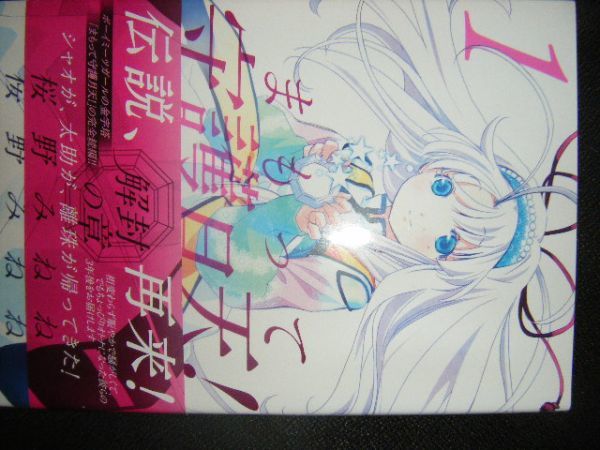 1
まもって守護月天!
解封の章
桜野みねね
伝説、再来!
ボーイミーツガールの金字塔
「まもって守護月天!」の完全続編!!
シャオが、太助が、離珠が帰ってきた!
桜野みねね